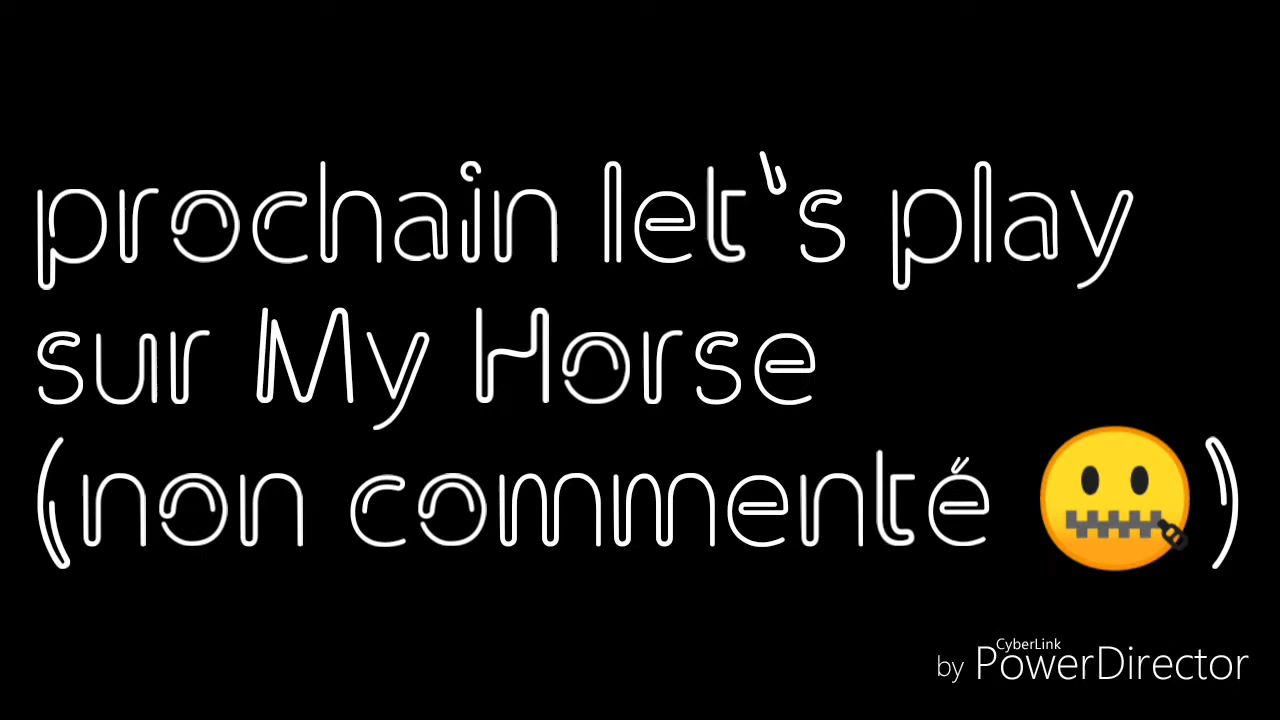 prochain let's play
sur My Horse
(non commenté 🤐)
CyberLink
by PowerDirector